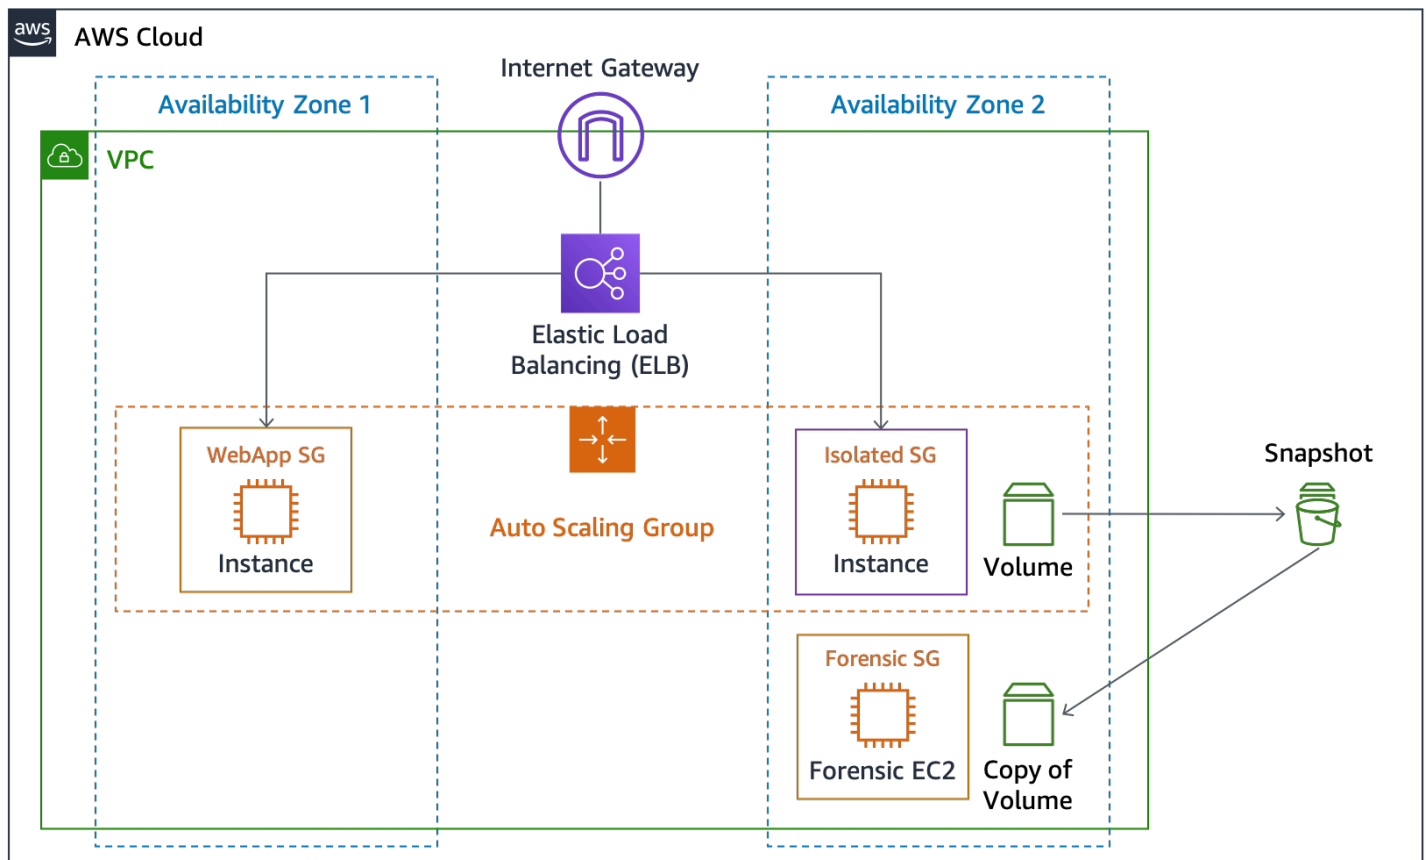 aws
AWS Cloud
Internet Gateway
Availability Zone 1
Availability Zone 2
VPC
Elastic Load
Balancing (ELB)
WebApp SG
Instance
Auto Scaling Group
Isolated SG
Instance
Volume
Snapshot
Forensic SG
Forensic EC2
Copy of
Volume